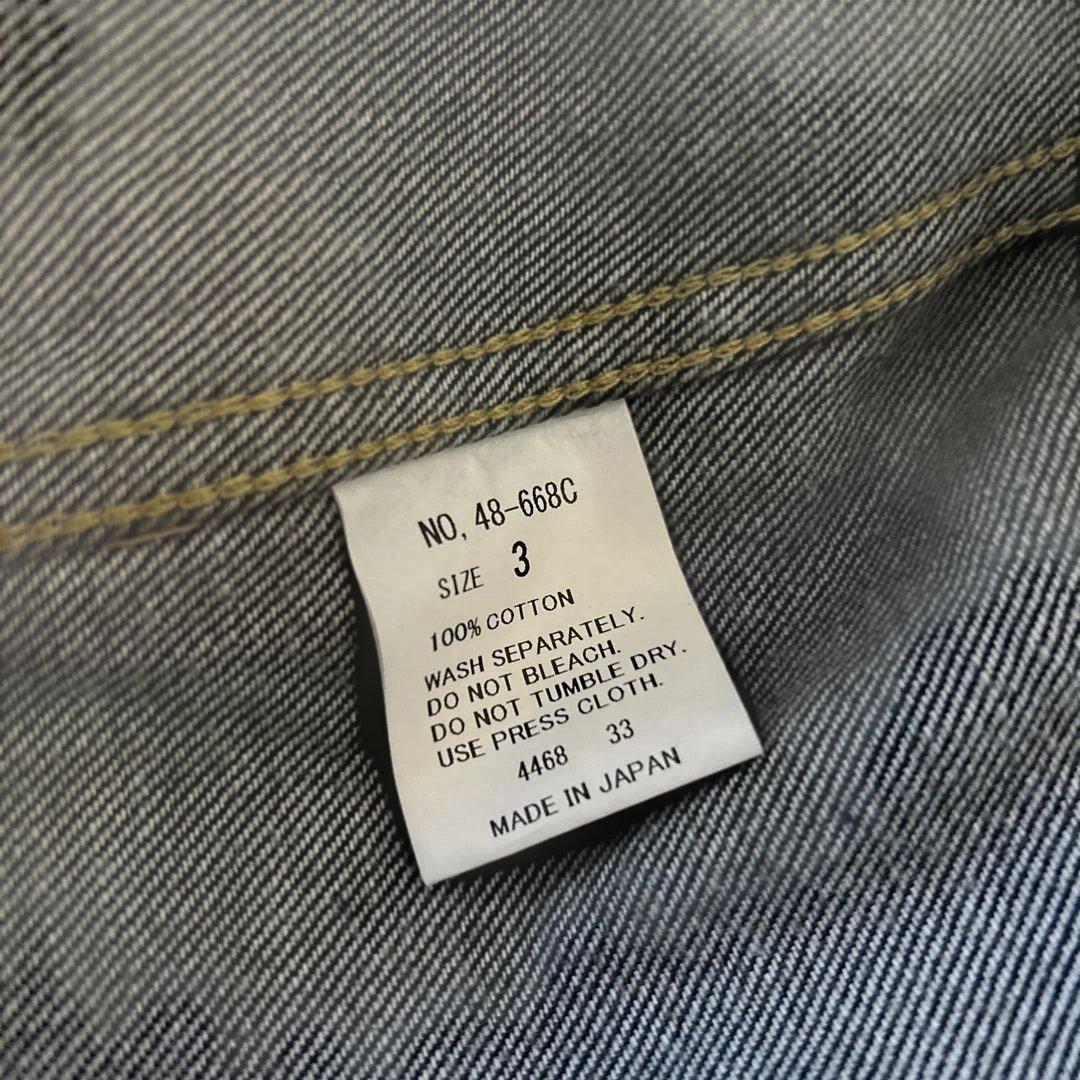 NO, 48-668C
SIZE 3
100% COTTON
WASH SEPARATELY.
DO NOT BLEACH.
DO NOT TUMBLE DRY.
USE PRESS CLOTH.
4468 33
MADE IN JAPAN